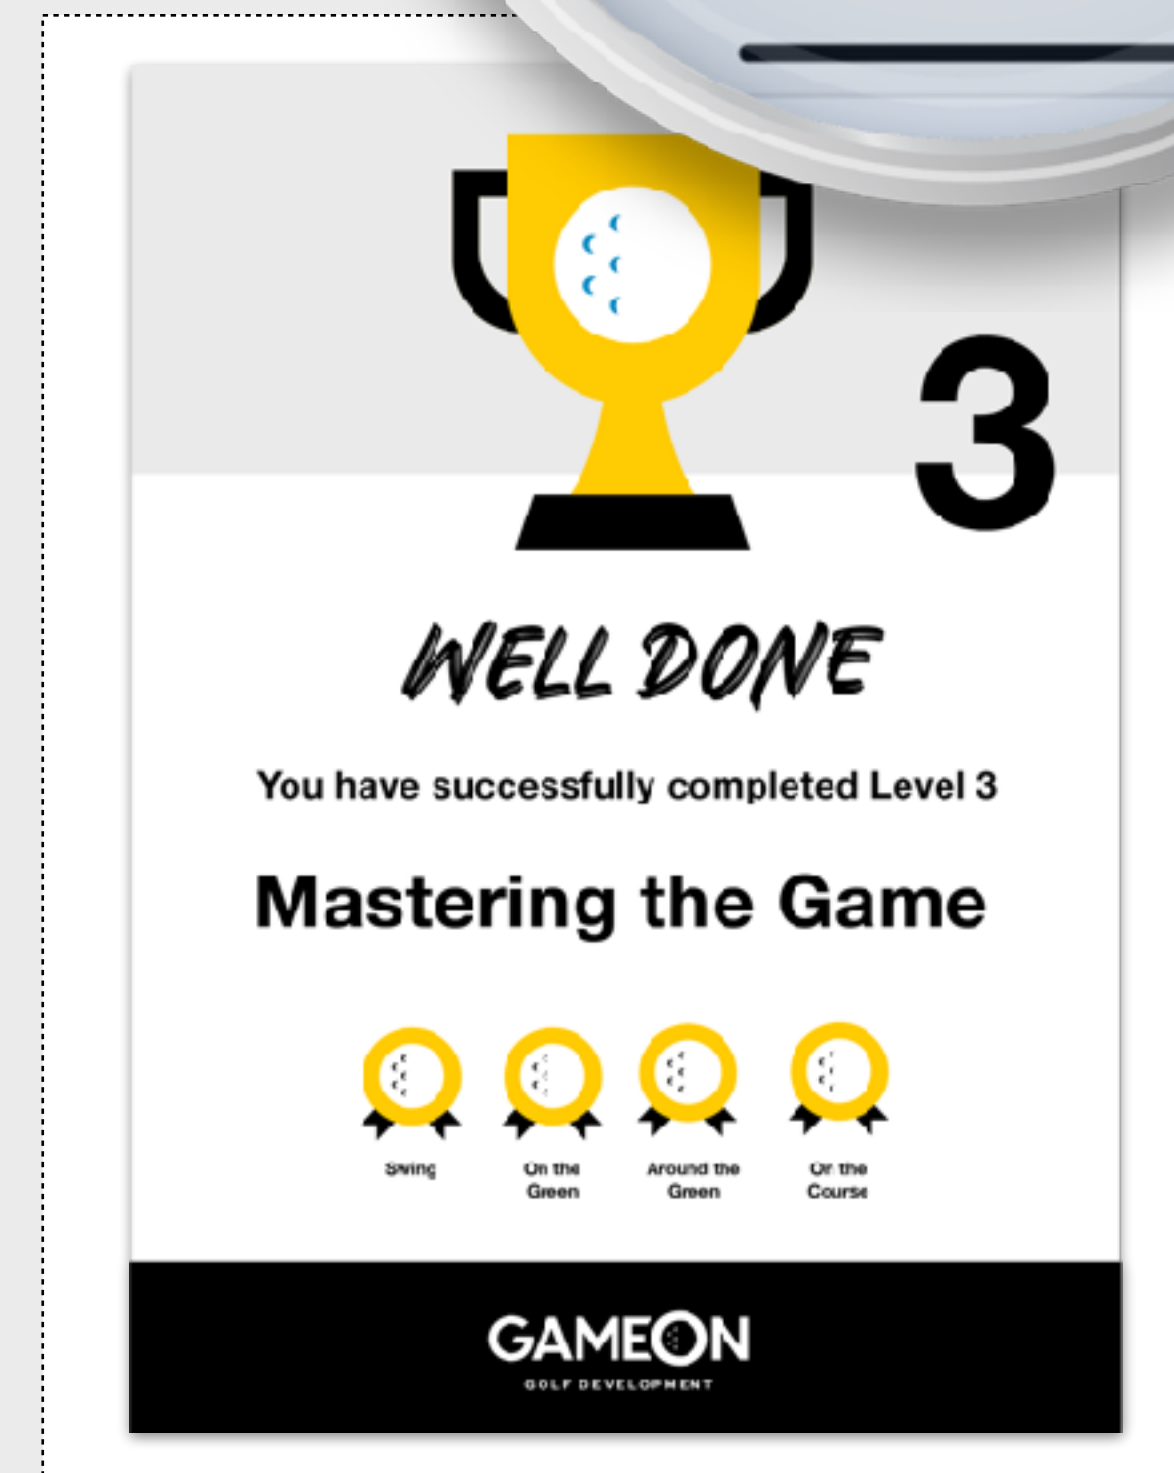 3
WELL DONE
You have successfully completed Level 3
Mastering the Game
Swing
On the
Green
Around the
Green
On the
Course
GAMEON
GOLF DEVELOPMENT